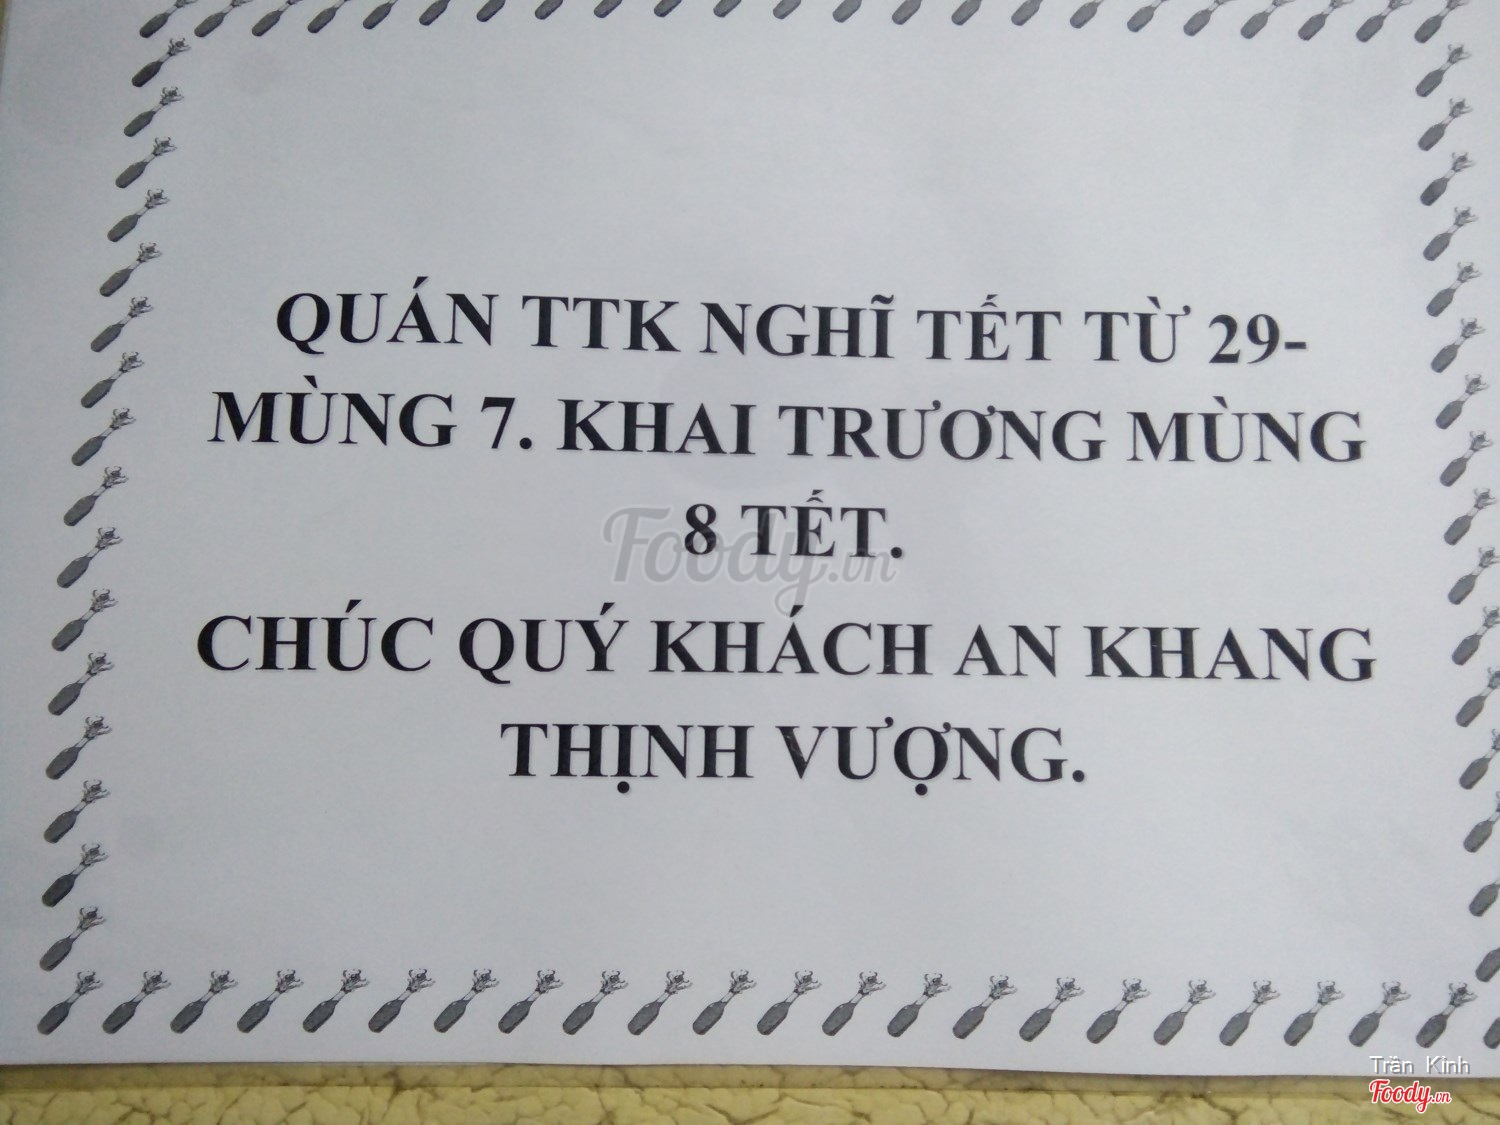 QUÁN TTK NGHĨ TẾT TỪ 29-
MÙNG 7. KHAI TRƯƠNG MÙNG
8 TẾT.
Foody.vn
CHÚC QUÝ KHÁCH AN KHANG
THỊNH VƯỢNG.
Trần Kinh
Foody.vn